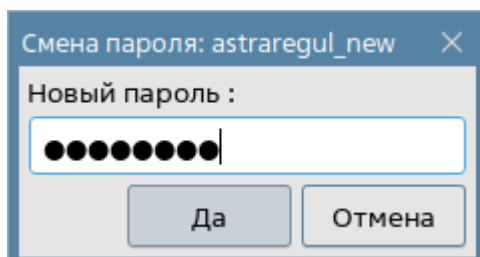 Смена пароля: astraregul_new
Новый пароль :
●●●●●●●●
Да Отмена